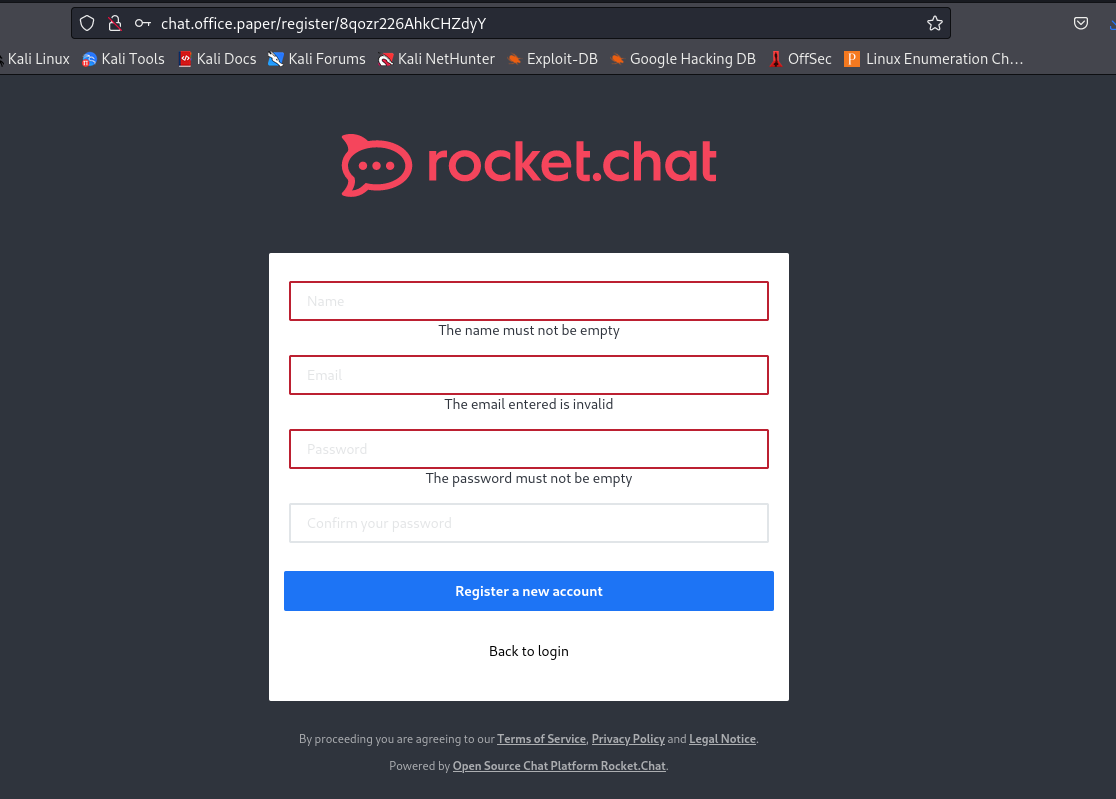 chat.office.paper/register/8qozr226AhkCHZdyY
Kali Linux Kali Tools Kali Docs Kali Forums Kali NetHunter Exploit-DB Google Hacking DB OffSec P Linux Enumeration Ch…
rocket.chat
Name
The name must not be empty
Email
The email entered is invalid
Password
The password must not be empty
Confirm your password
Register a new account
Back to login
By proceeding you are agreeing to our Terms of Service, Privacy Policy and Legal Notice.
Powered by Open Source Chat Platform Rocket.Chat.